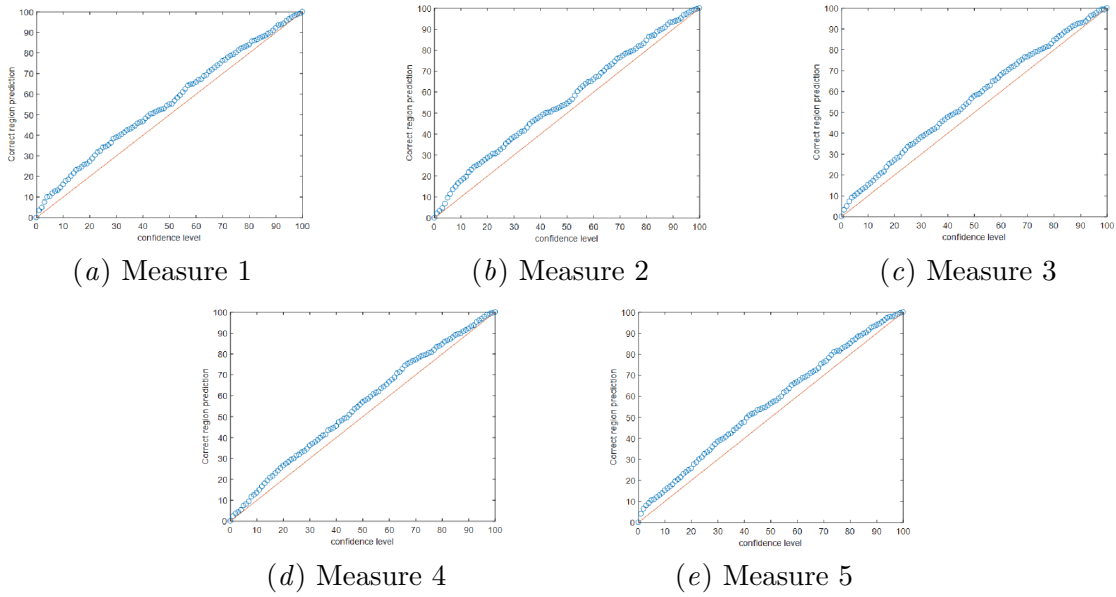 Correct region prediction
100
90
80
70
60
50
40
30
20
10
0
0 10 20 30 40 50 60 70 80 90 100
confidence level
(a) Measure 1
Correct region prediction
100
90
80
70
60
50
40
30
20
10
0
0 10 20 30 40 50 60 70 80 90 100
confidence level
(b) Measure 2
Correct region prediction
100
90
80
70
60
50
40
30
20
10
0
0 10 20 30 40 50 60 70 80 90 100
confidence level
(c) Measure 3
Correct region prediction
100
90
80
70
60
50
40
30
20
10
0
0 10 20 30 40 50 60 70 80 90 100
confidence level
(d) Measure 4
Correct region prediction
100
90
80
70
60
50
40
30
20
10
0
0 10 20 30 40 50 60 70 80 90 100
confidence level
(e) Measure 5